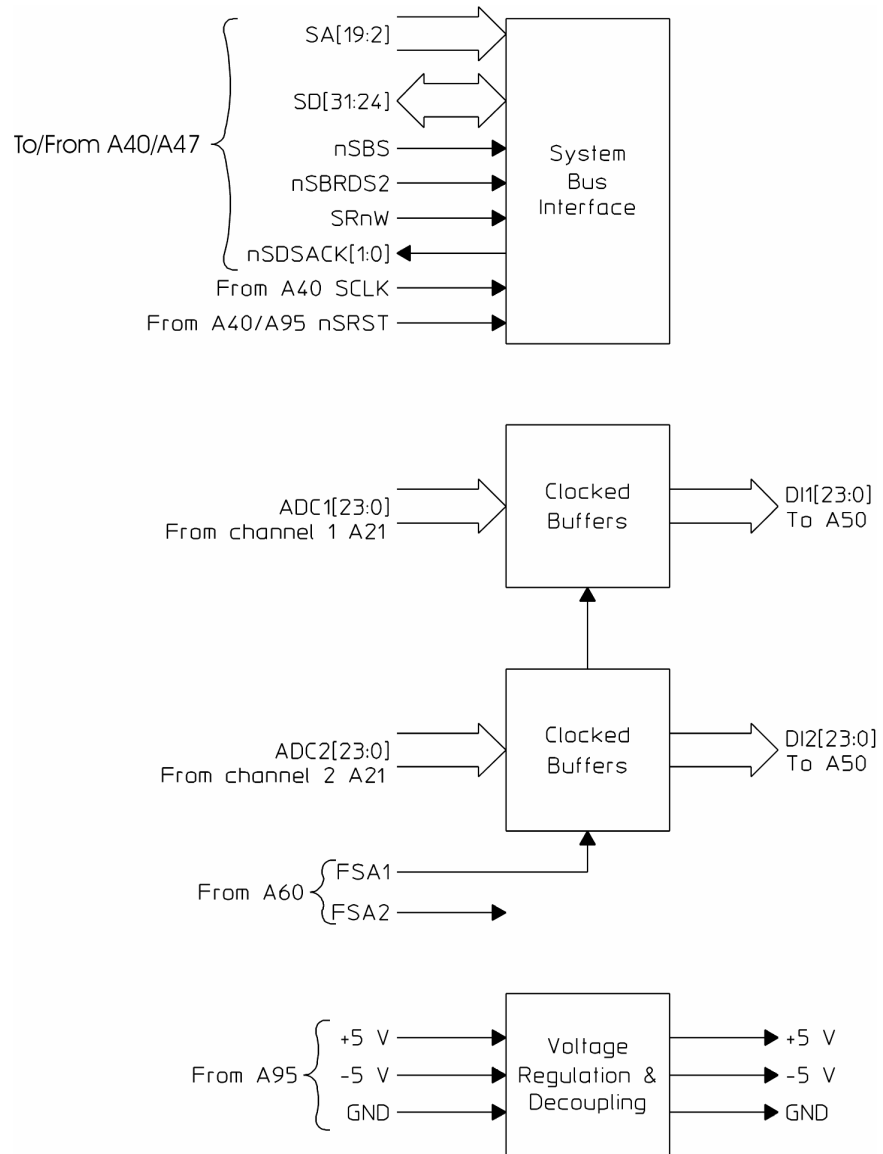 SA[19:2]
SD[31:24]
To/From A40/A47
nSBS
nSBRDS2
SRnW
nSDSACK[1:0]
From A40 SCLK
From A40/A95 nSRST
System
Bus
Interface
ADC1[23:0]
From channel 1 A21
Clocked
Buffers
DI1[23:0]
To A50
ADC2[23:0]
From channel 2 A21
Clocked
Buffers
DI2[23:0]
To A50
From A60
FSA1
FSA2
From A95
+5 V
-5 V
GND
Voltage
Regulation &
Decoupling
+5 V
-5 V
GND